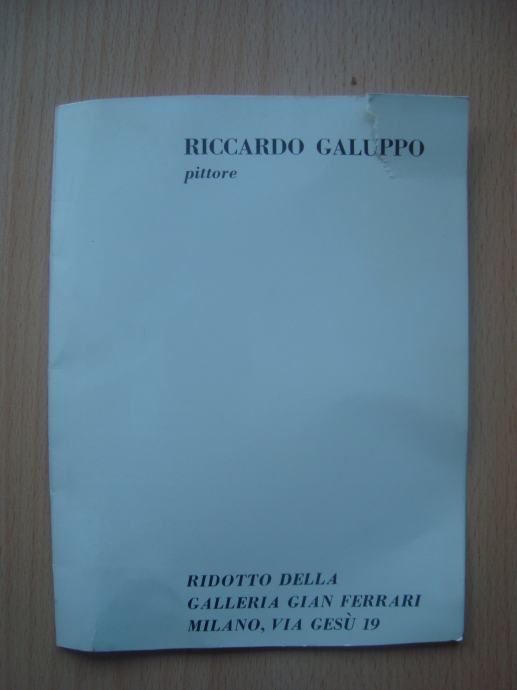 RICCARDO GALUPPO
pittore
RIDOTTO DELLA
GALLERIA GIAN FERRARI
MILANO, VIA GESÙ 19